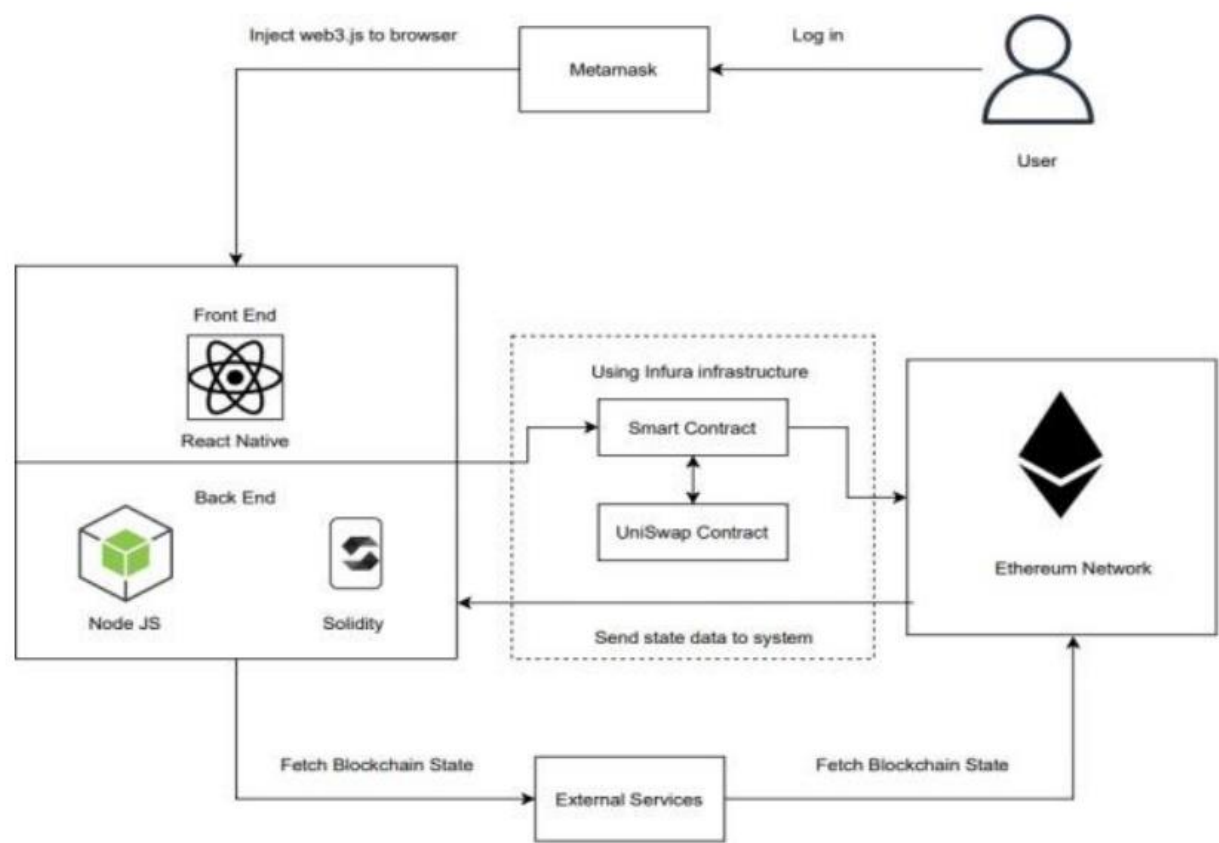 Inject web3.js to browser
Log in
Metamask
User
Front End
React Native
Using Infura infrastructure
Smart Contract
Back End
UniSwap Contract
Ethereum Network
Node JS
Solidity
Send state data to system
Fetch Blockchain State
Fetch Blockchain State
External Services